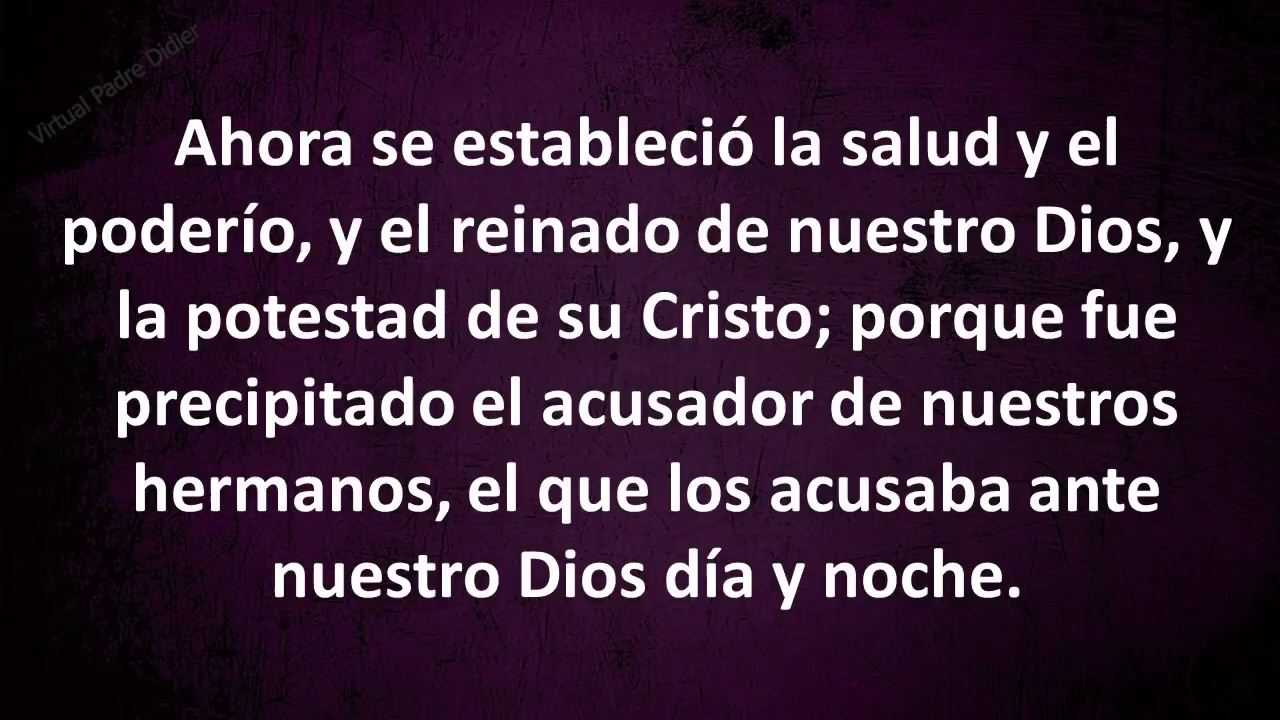 Virtual Padre Didier
Ahora se estableció la salud y el
poderío, y el reinado de nuestro Dios, y
la potestad de su Cristo; porque fue
precipitado el acusador de nuestros
hermanos, el que los acusaba ante
nuestro Dios día y noche.